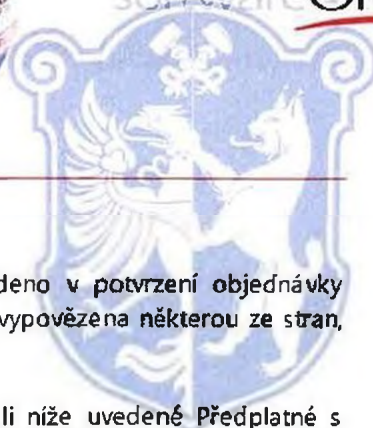 deno v potvrzení objednávky
vypovězena některou ze stran,
li níže uvedené Předplatné s